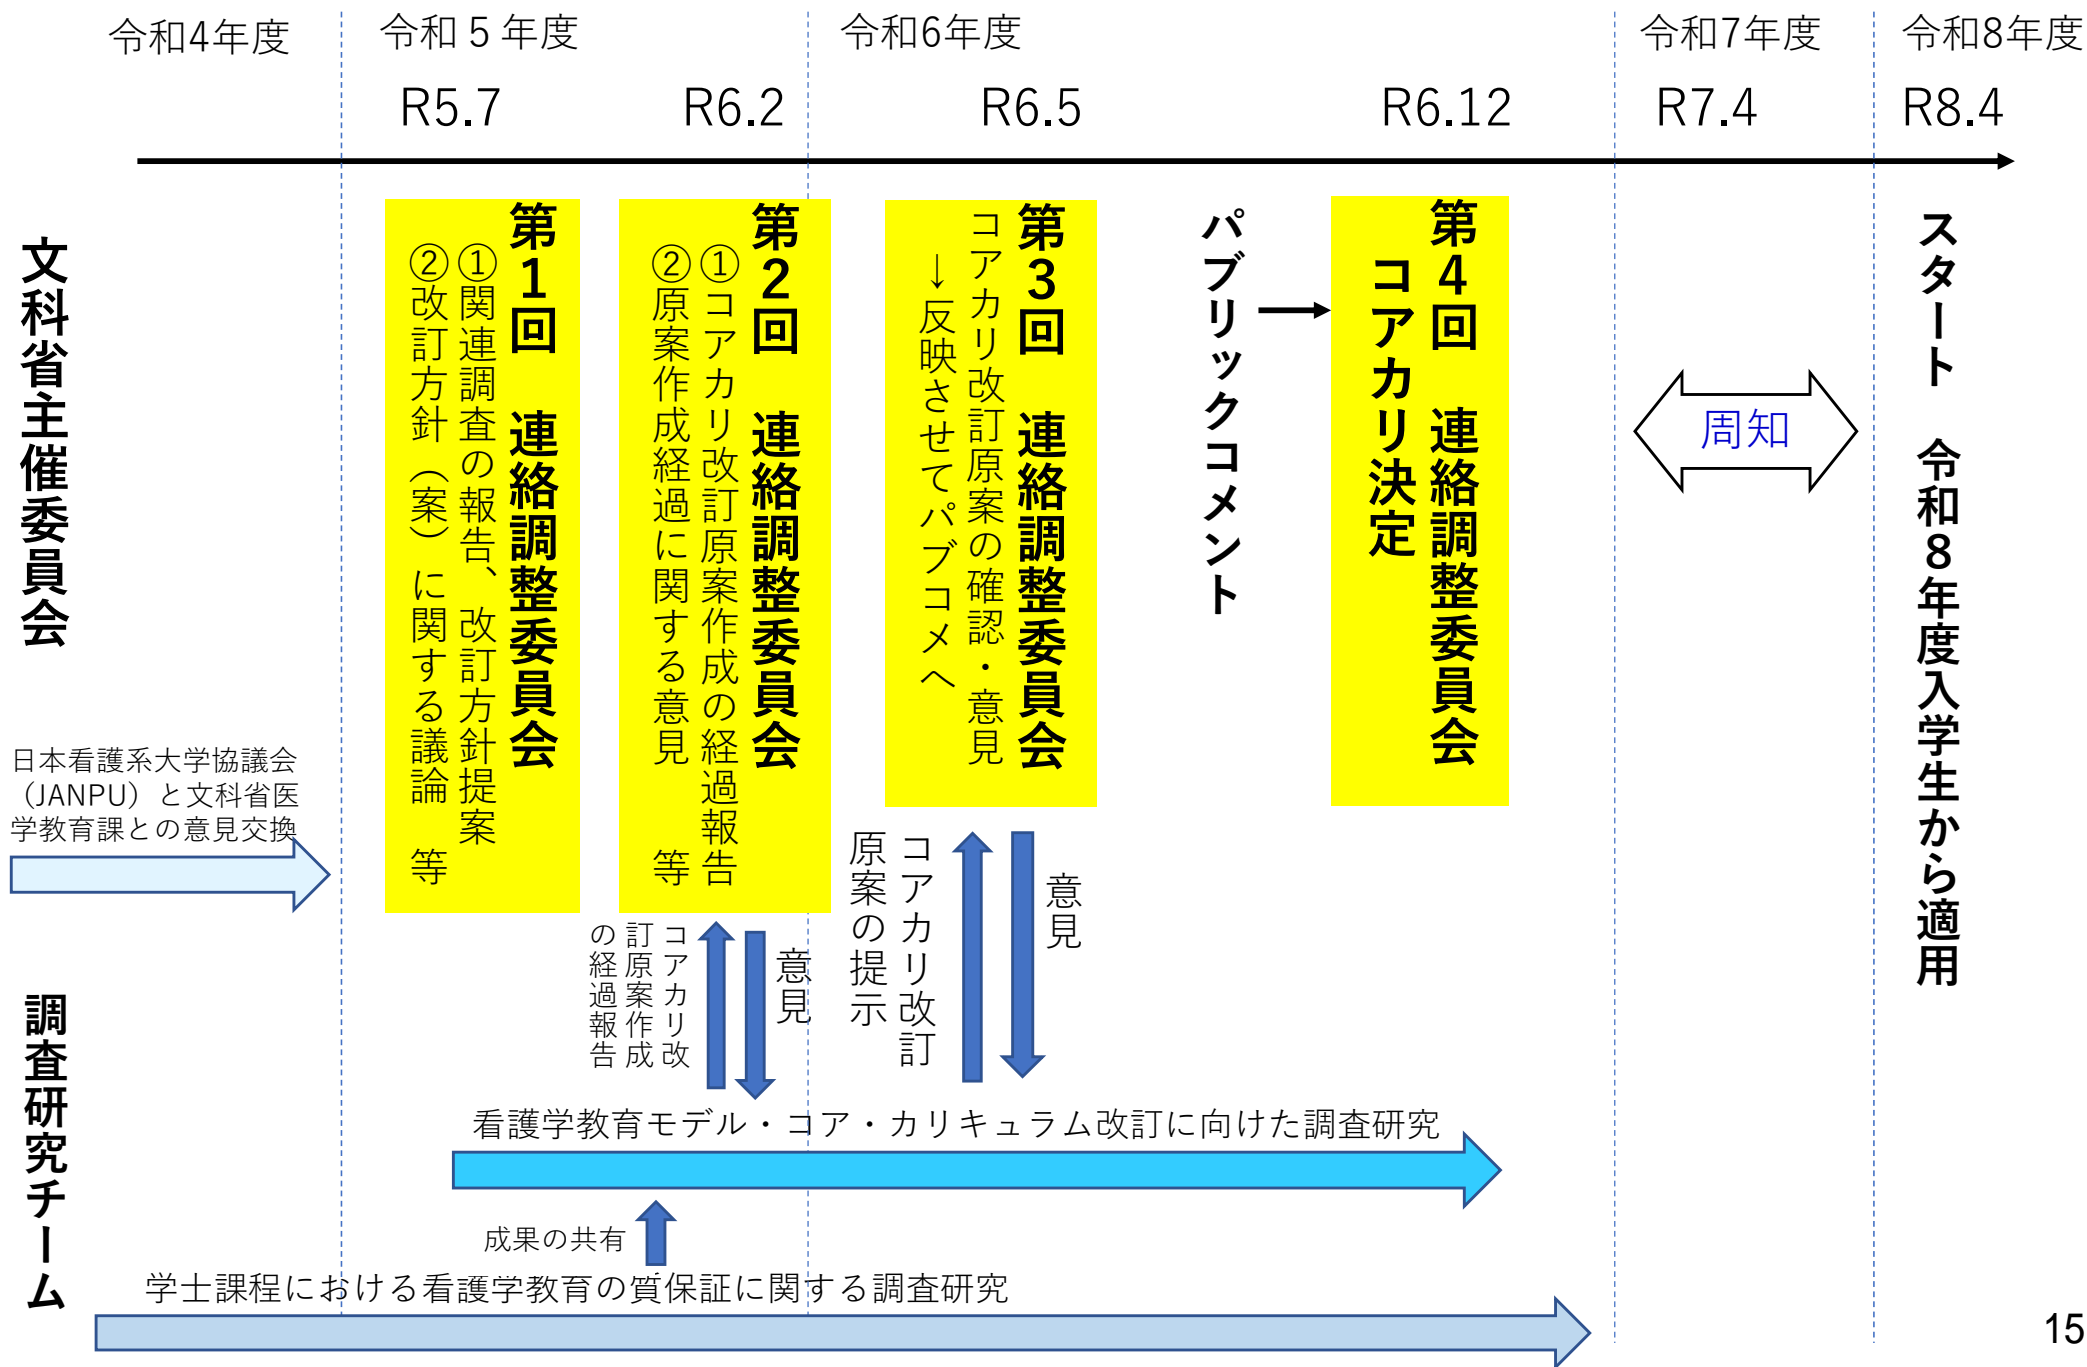 令和4年度
令和５年度
令和6年度
令和7年度
令和8年度
R5.7
R6.2
R6.5
R6.12
R7.4
R8.4
文科省主催委員会
第１回　連絡調整委員会
①関連調査の報告、改訂方針提案
②改訂方針（案）に関する議論　等
第２回　連絡調整委員会
①コアカリ改訂原案作成の経過報告
②原案作成経過に関する意見　　等
第３回　連絡調整委員会
コアカリ改訂原案の確認・意見
→反映させてパブコメへ
パブリックコメント
第４回　連絡調整委員会
コアカリ決定
周知
スタート　令和８年度入学生から適用
日本看護系大学協議会
（JANPU）と文科省医
学教育課との意見交換
コアカリ改
訂原案作成
の経過報告
意見
コアカリ改訂
原案の提示
意見
調査研究チーム
看護学教育モデル・コア・カリキュラム改訂に向けた調査研究
成果の共有
学士課程における看護学教育の質保証に関する調査研究
15